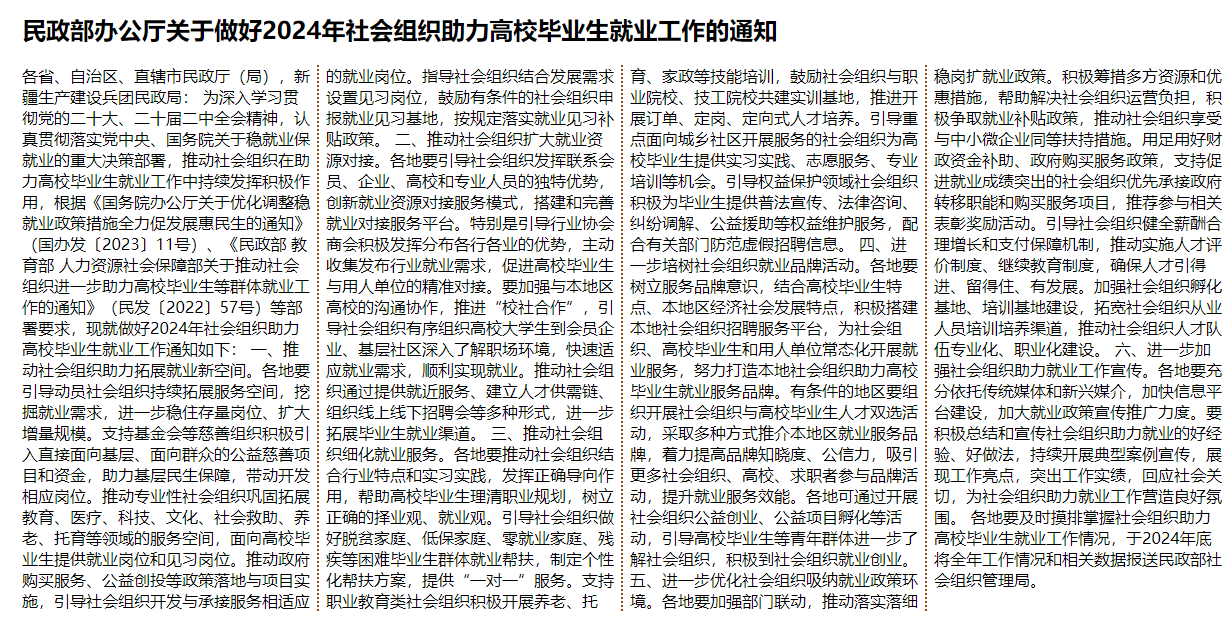 民政部办公厅关于做好2024年社会组织助力高校毕业生就业工作的通知
各省、自治区、直辖市民政厅（局），新
疆生产建设兵团民政局： 为深入学习贯
彻党的二十大、二十届二中全会精神，认
真贯彻落实党中央、国务院关于稳就业保
就业的重大决策部署，推动社会组织在助
力高校毕业生就业工作中持续发挥积极作
用，根据《国务院办公厅关于优化调整稳
就业政策措施全力促发展惠民生的通知》
（国办发〔2023〕11号）、《民政部 教
育部 人力资源社会保障部关于推动社会
组织进一步助力高校毕业生等群体就业工
作的通知》（民发〔2022〕57号）等部
署要求，现就做好2024年社会组织助力
高校毕业生就业工作通知如下： 一、推
动社会组织助力拓展就业新空间。各地要
引导动员社会组织持续拓展服务空间，挖
掘就业需求，进一步稳住存量岗位、扩大
增量规模。支持基金会等慈善组织积极引
入直接面向基层、面向群众的公益慈善项
目和资金，助力基层民生保障，带动开发
相应岗位。推动专业性社会组织巩固拓展
教育、医疗、科技、文化、社会救助、养
老、托育等领域的服务空间，面向高校毕
业生提供就业岗位和见习岗位。推动政府
购买服务、公益创投等政策落地与项目实
施，引导社会组织开发与承接服务相适应
的就业岗位。指导社会组织结合发展需求
设置见习岗位，鼓励有条件的社会组织申
报就业见习基地，按规定落实就业见习补
贴政策。 二、推动社会组织扩大就业资
源对接。各地要引导社会组织发挥联系会
员、企业、高校和专业人员的独特优势，
创新就业资源对接服务模式，搭建和完善
就业对接服务平台。特别是引导行业协会
商会积极发挥分布各行各业的优势，主动
收集发布行业就业需求，促进高校毕业生
与用人单位的精准对接。要加强与本地区
高校的沟通协作，推进“校社合作”，引
导社会组织有序组织高校大学生到会员企
业、基层社区深入了解职场环境，快速适
应就业需求，顺利实现就业。推动社会组
织通过提供就近服务、建立人才供需链、
组织线上线下招聘会等多种形式，进一步
拓展毕业生就业渠道。 三、推动社会组
织细化就业服务。各地要推动社会组织结
合行业特点和实习实践，发挥正确导向作
用，帮助高校毕业生理清职业规划，树立
正确的择业观、就业观。引导社会组织做
好脱贫家庭、低保家庭、零就业家庭、残
疾等困难毕业生群体就业帮扶，制定个性
化帮扶方案，提供“一对一”服务。支持
职业教育类社会组织积极开展养老、托
育、家政等技能培训，鼓励社会组织与职
业院校、技工院校共建实训基地，推进开
展订单、定岗、定向式人才培养。引导重
点面向城乡社区开展服务的社会组织为高
校毕业生提供实习实践、志愿服务、专业
培训等机会。引导权益保护领域社会组织
积极为毕业生提供普法宣传、法律咨询、
纠纷调解、公益援助等权益维护服务，配
合有关部门防范虚假招聘信息。 四、进
一步培树社会组织就业品牌活动。各地要
树立服务品牌意识，结合高校毕业生特
点、本地区经济社会发展特点，积极搭建
本地社会组织招聘服务平台，为社会组
织、高校毕业生和用人单位常态化开展就
业服务，努力打造本地社会组织助力高校
毕业生就业服务品牌。有条件的地区要组
织开展社会组织与高校毕业生人才双选活
动，采取多种方式推介本地区就业服务品
牌，着力提高品牌知晓度、公信力，吸引
更多社会组织、高校、求职者参与品牌活
动，提升就业服务效能。各地可通过开展
社会组织公益创业、公益项目孵化等活
动，引导高校毕业生等青年群体进一步了
解社会组织，积极到社会组织就业创业。
五、进一步优化社会组织吸纳就业政策环
境。各地要加强部门联动，推动落实落细
稳岗扩就业政策。积极筹措多方资源和优
惠措施，帮助解决社会组织运营负担，积
极争取就业补贴政策，推动社会组织享受
与中小微企业同等扶持措施。用足用好财
政资金补助、政府购买服务政策，支持促
进就业成绩突出的社会组织优先承接政府
转移职能和购买服务项目，推荐参与相关
表彰奖励活动。引导社会组织健全薪酬合
理增长和支付保障机制，推动实施人才评
价制度、继续教育制度，确保人才引得
进、留得住、有发展。加强社会组织孵化
基地、培训基地建设，拓宽社会组织从业
人员培训培养渠道，推动社会组织人才队
伍专业化、职业化建设。 六、进一步加
强社会组织助力就业工作宣传。各地要充
分依托传统媒体和新兴媒介，加快信息平
台建设，加大就业政策宣传推广力度。要
积极总结和宣传社会组织助力就业的好经
验、好做法，持续开展典型案例宣传，展
现工作亮点，突出工作实绩，回应社会关
切，为社会组织助力就业工作营造良好氛
围。 各地要及时摸排掌握社会组织助力
高校毕业生就业工作情况，于2024年底
将全年工作情况和相关数据报送民政部社
会组织管理局。